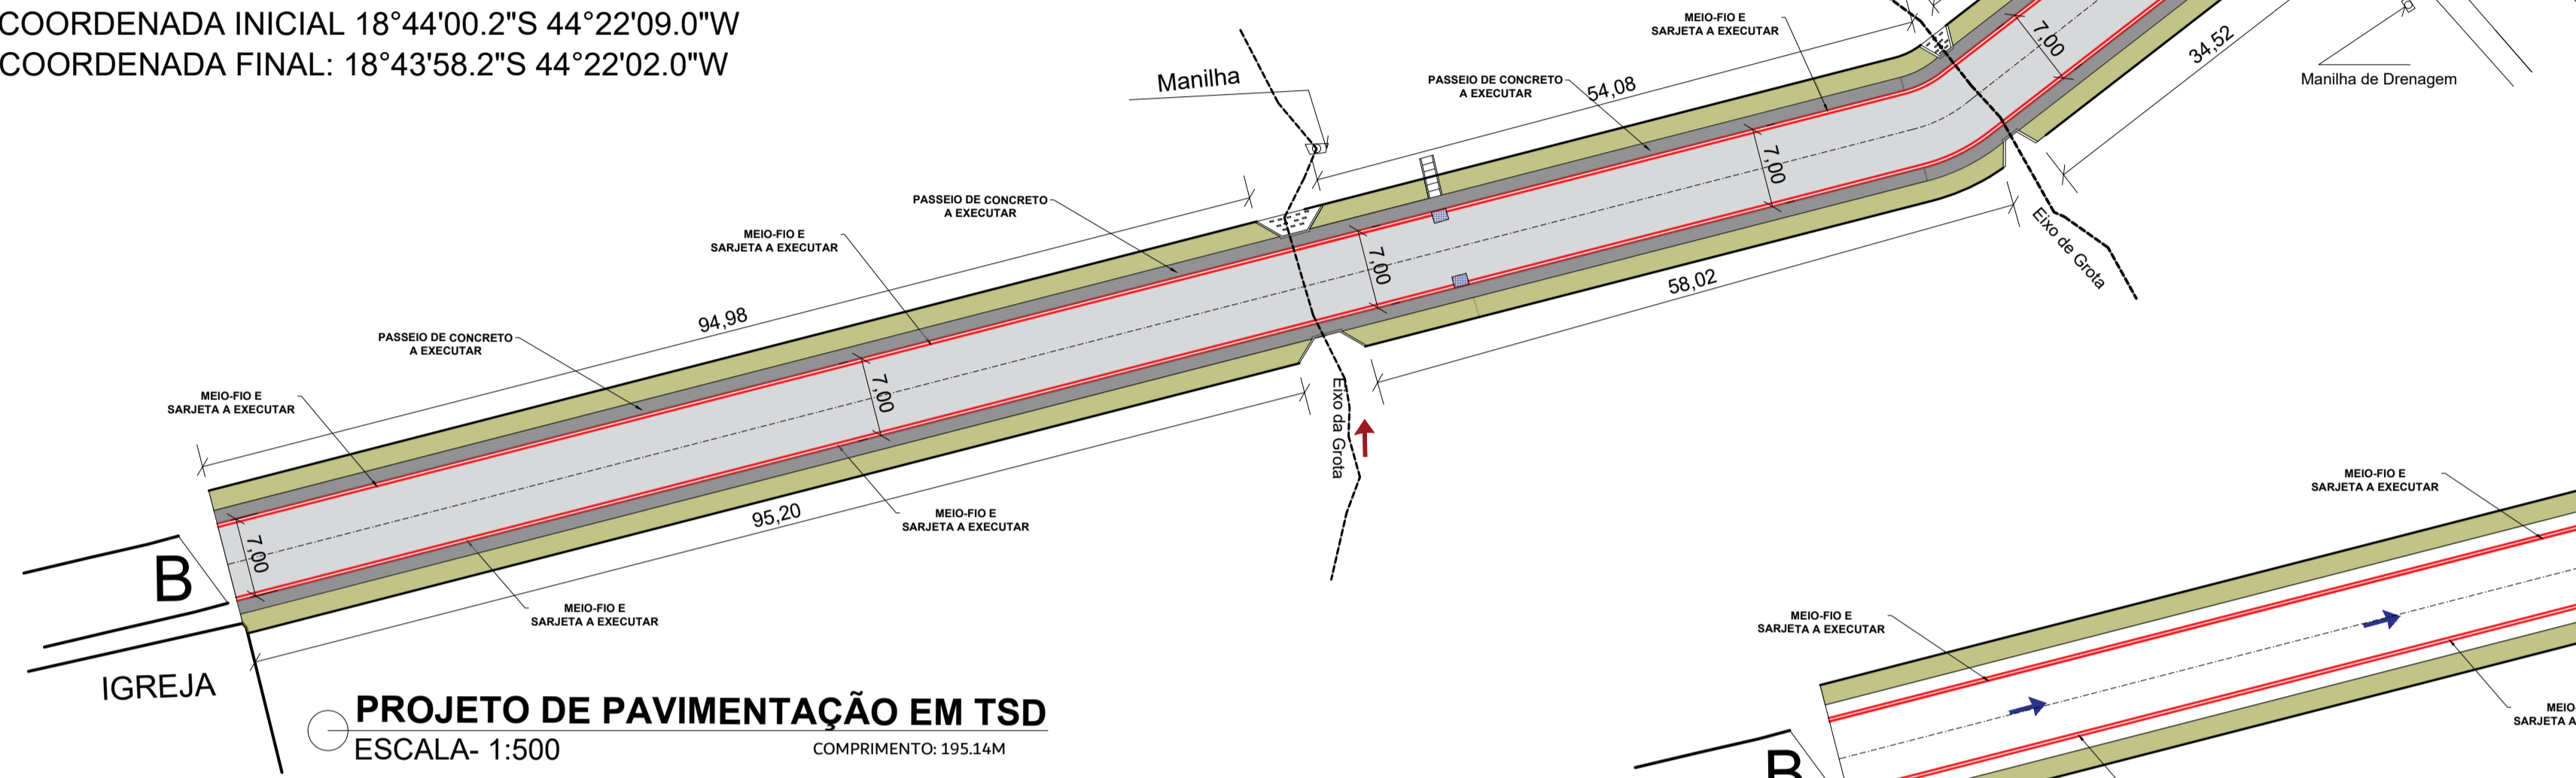 COORDENADA INICIAL 18°44'00.2"S 44°22'09.0"W
COORDENADA FINAL: 18°43'58.2"S 44°22'02.0"W
Manilha
MEIO-FIO E
SARJETA A EXECUTAR
PASSEIO DE CONCRETO
A EXECUTAR
54,08
7,00
34,52
Manilha de Drenagem
7,00
PASSEIO DE CONCRETO
A EXECUTAR
MEIO-FIO E
SARJETA A EXECUTAR
7,00
58,02
Eixo de Grota
94,98
PASSEIO DE CONCRETO
A EXECUTAR
MEIO-FIO E
SARJETA A EXECUTAR
7,00
Eixo da Grota
95,20
MEIO-FIO E
SARJETA A EXECUTAR
7,00
B
MEIO-FIO E
SARJETA A EXECUTAR
IGREJA
PROJETO DE PAVIMENTAÇÃO EM TSD
ESCALA- 1:500
COMPRIMENTO: 195.14M
MEIO-FIO E
SARJETA A EXECUTAR
MEIO-FIO E
SARJETA A EXECUTAR
MEIO
SARJETA A
B